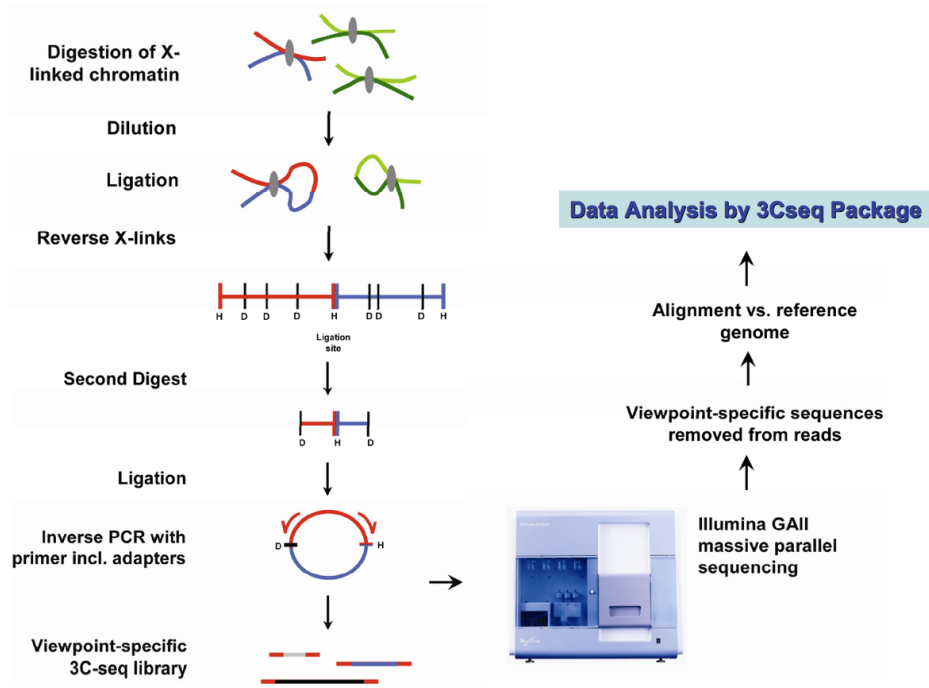 Digestion of X-
linked chromatin
Dilution
Ligation
Reverse X-links
H D D D H D D D H
Ligation
site
Second Digest
D H D
Ligation
Inverse PCR with
primer incl. adapters
D H
Viewpoint-specific
3C-seq library
Data Analysis by 3Cseq Package
Alignment vs. reference
genome
Viewpoint-specific sequences
removed from reads
Illumina GAII
massive parallel
sequencing